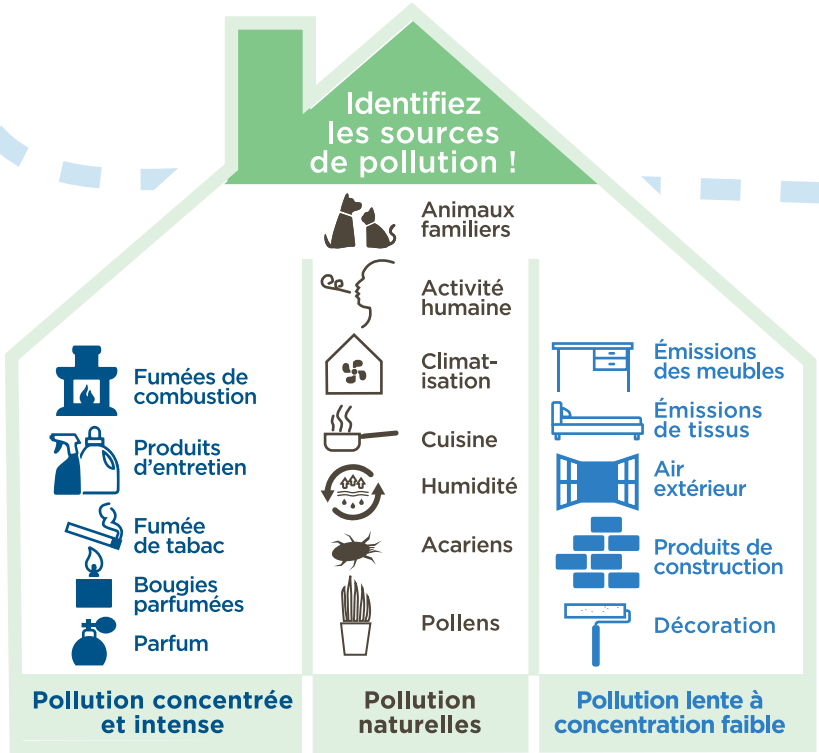 Identifiez
les sources
de pollution !
Fumées de
combustion
Produits
d'entretien
Fumée
de tabac
Bougies
parfumées
Parfum
Pollution concentrée
et intense
Animaux
familiers
Activité
humaine
Climat-
isation
Cuisine
Humidité
Acariens
Pollens
Pollution
naturelles
Émissions
des meubles
Émissions
de tissus
Air
extérieur
Produits de
construction
Décoration
Pollution lente à
concentration faible